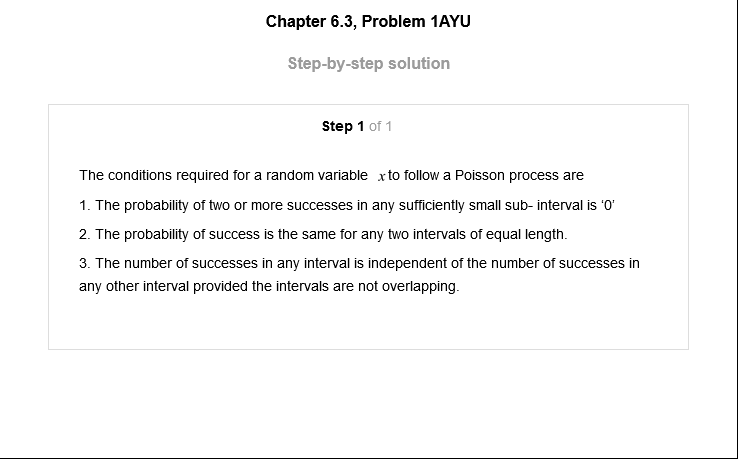 Chapter 6.3, Problem 1AYU
Step-by-step solution
Step 1 of 1
The conditions required for a random variable x to follow a Poisson process are
1. The probability of two or more successes in any sufficiently small sub- interval is ‘0’
2. The probability of success is the same for any two intervals of equal length.
3. The number of successes in any interval is independent of the number of successes in
any other interval provided the intervals are not overlapping.